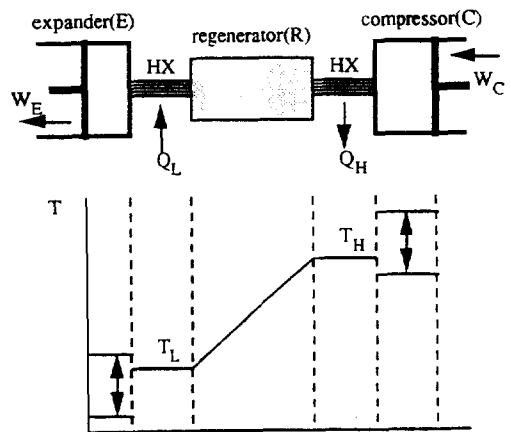 expander(E)
regenerator(R)
compressor(C)
HX
HX
W_E
W_C
Q_L
Q_H
T
T_H
T_L